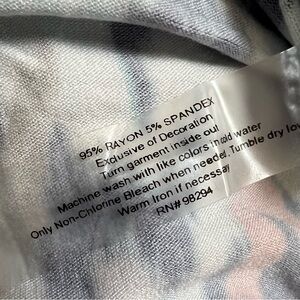 95% RAYON 5% SPANDEX
Exclusive of Decoration
Turn garment inside out
Machine wash with like colors in cold water
Only Non-Chlorine Bleach when needed. Tumble dry low
Warm Iron if necessay
RN# 98294